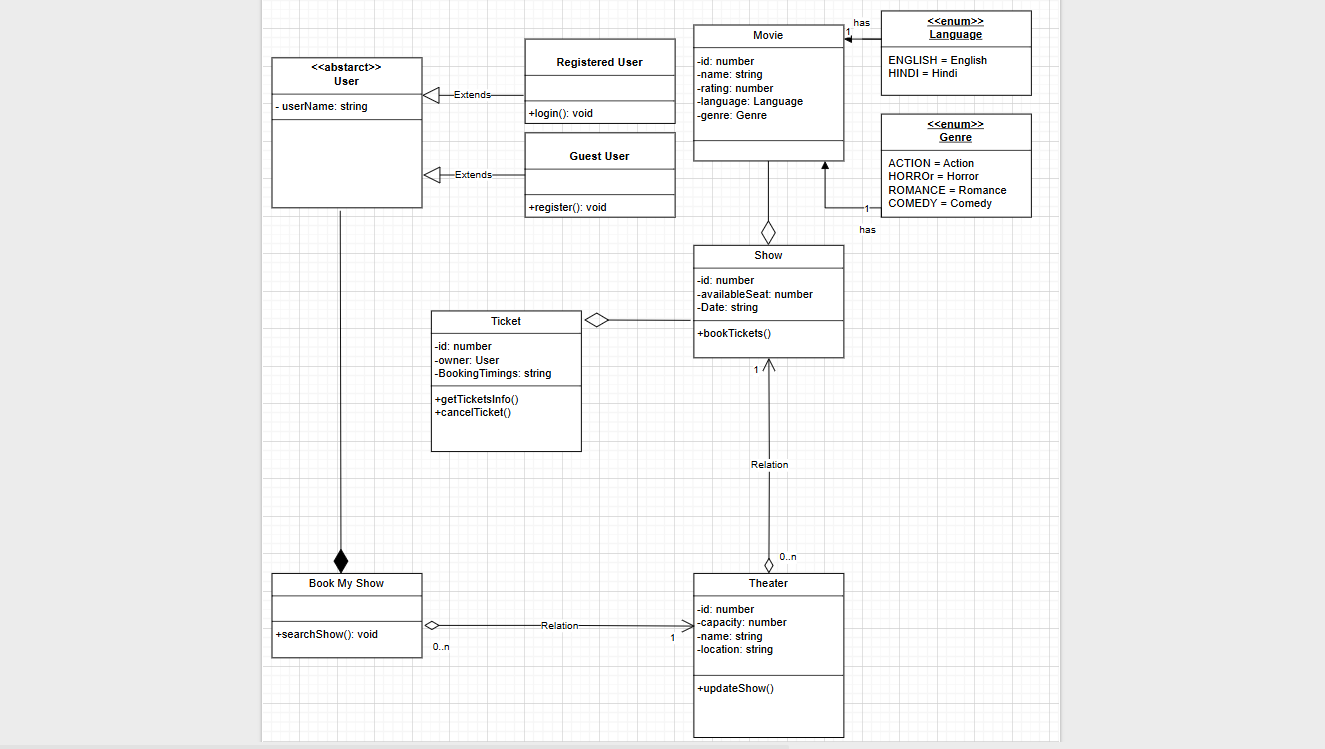 <<abstarct>>
User
- userName: string
Extends
Extends
Registered User
+login(): void
Guest User
+register(): void
Movie
-id: number
-name: string
-rating: number
-language: Language
-genre: Genre
has
1
<<enum>>
Language
ENGLISH = English
HINDI = Hindi
<<enum>>
Genre
ACTION = Action
HORROr = Horror
ROMANCE = Romance
COMEDY = Comedy
1
has
Show
-id: number
-availableSeat: number
-Date: string
+bookTickets()
Ticket
-id: number
-owner: User
-BookingTimings: string
+getTicketsInfo()
+cancelTicket()
1
Relation
0..n
Book My Show
+searchShow(): void
Relation
0..n
1
Theater
-id: number
-capacity: number
-name: string
-location: string
+updateShow()